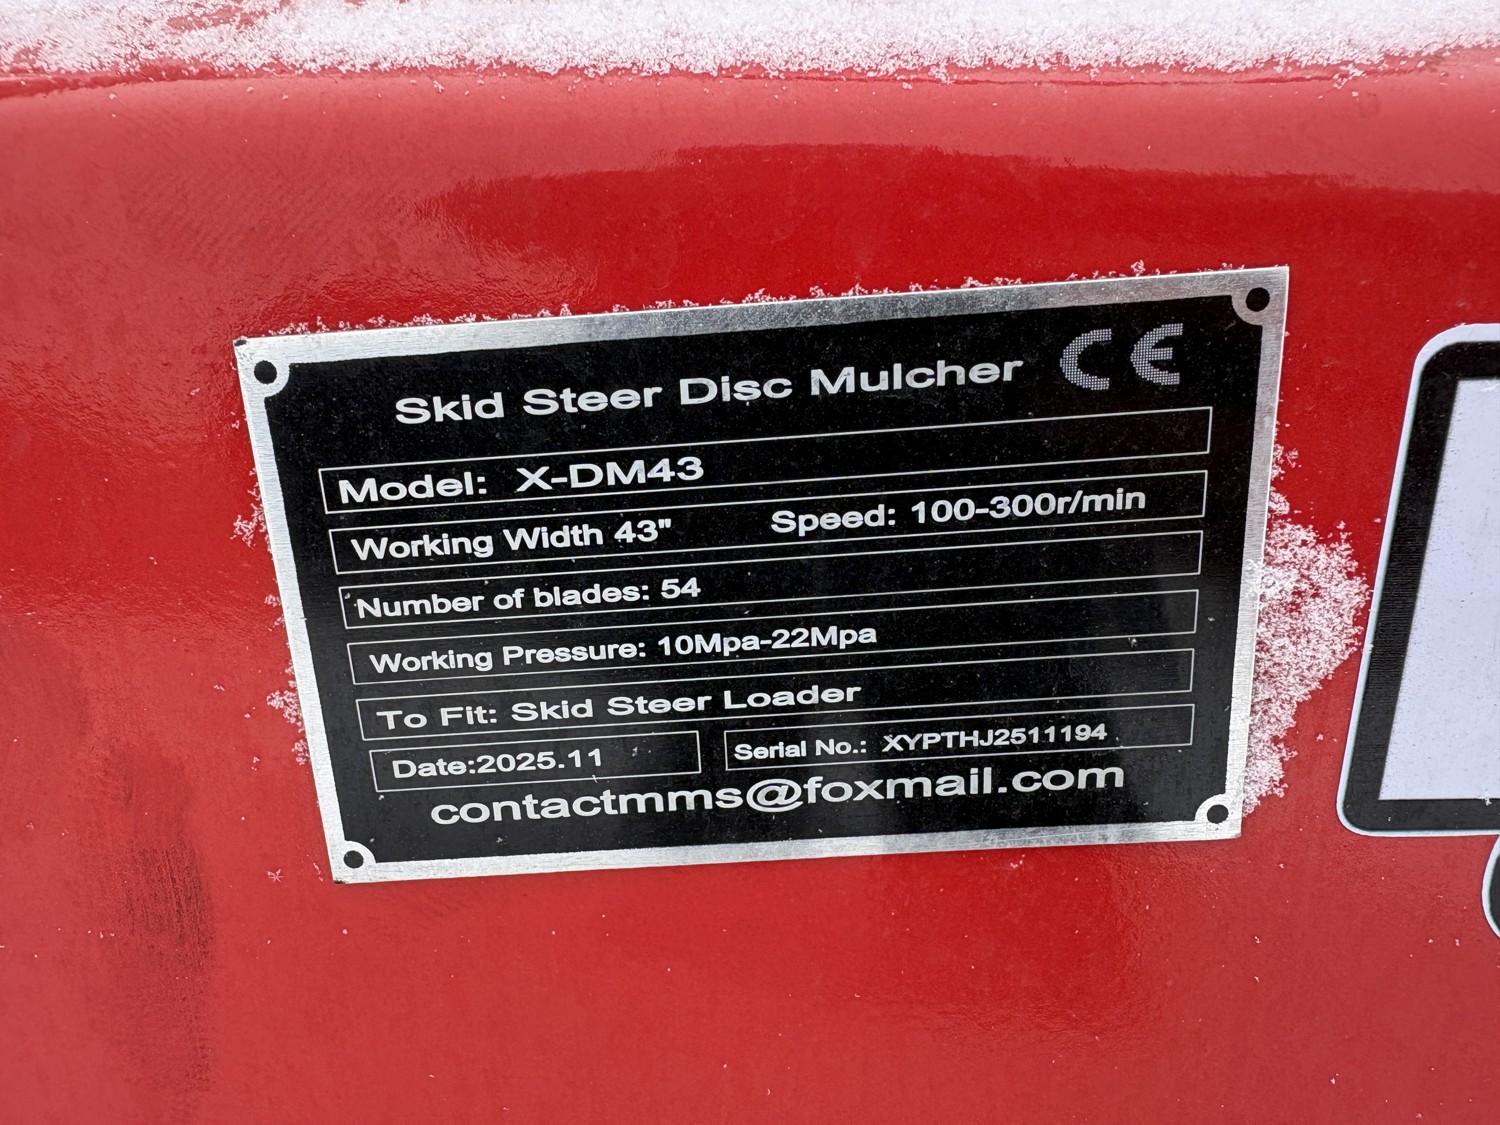 Skid Steer Disc Mulcher CE
Model: X-DM43
Working Width 43" Speed: 100-300r/min
Number of blades: 54
Working Pressure: 10Mpa-22Mpa
To Fit: Skid Steer Loader
Date:2025.11 Serial No.: XYPTHJ2511194
contactmms@foxmail.com